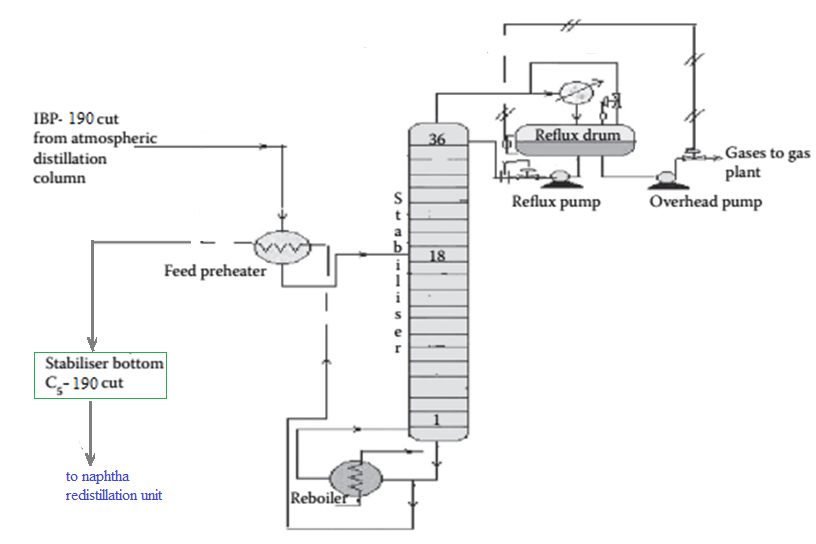 IBP- 190 cut
from atmospheric
distillation
column
Feed preheater
Stabiliser bottom
C5- 190 cut
to naphtha
redistillation unit
Stabiliser
36
18
1
Reboiler
Reflux drum
Reflux pump
Overhead pump
Gases to gas
plant